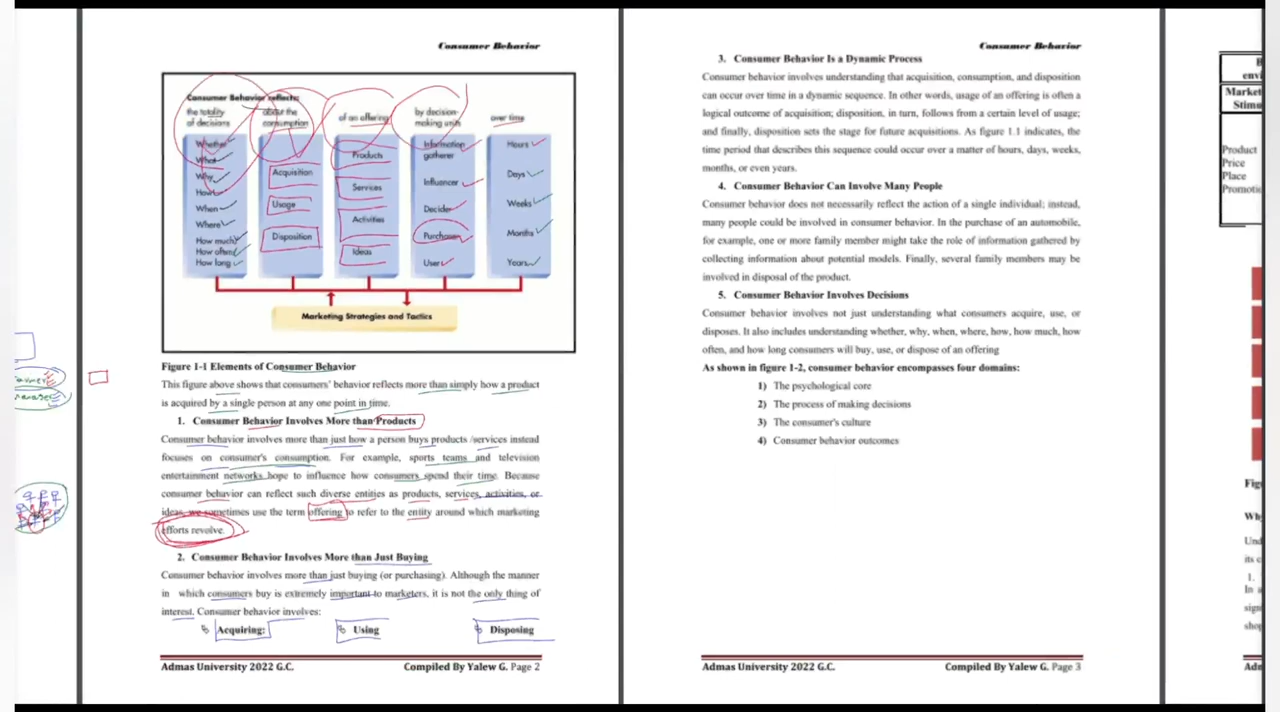 Consumer Behavior
Consumer Behavior reflects:
the totality of decisions
about the consumption
of an offering
by decision-making units
over time
Whether
What
Why
How
When
Where
How much
How often
How long
Acquisition
Usage
Disposition
Products
Services
Activities
Ideas
Information gatherer
Influencer
Decider
Purchaser
User
Hours
Days
Weeks
Months
Years
Marketing Strategies and Tactics
Figure 1-1 Elements of Consumer Behavior
This figure above shows that consumers' behavior reflects more than simply how a product
is acquired by a single person at any one point in time.
1. Consumer Behavior Involves More than Products
Consumer behavior involves more than just how a person buys products /services instead
focuses on consumer's consumption. For example, sports teams and television
entertainment networks hope to influence how consumers spend their time. Because
consumer behavior can reflect such diverse entities as products, services, activities, or
ideas, we sometimes use the term offering to refer to the entity around which marketing
efforts revolve.
2. Consumer Behavior Involves More than Just Buying
Consumer behavior involves more than just buying (or purchasing). Although the manner
in which consumers buy is extremely important to marketers, it is not the only thing of
interest. Consumer behavior involves:
Acquiring: Using Disposing
Admas University 2022 G.C. Compiled By Yalew G. Page 2
Consumer Behavior
3. Consumer Behavior Is a Dynamic Process
Consumer behavior involves understanding that acquisition, consumption, and disposition
can occur over time in a dynamic sequence. In other words, usage of an offering is often a
logical outcome of acquisition; disposition, in turn, follows from a certain level of usage;
and finally, disposition sets the stage for future acquisitions. As figure 1.1 indicates, the
time period that describes this sequence could occur over a matter of hours, days, weeks,
months, or even years.
4. Consumer Behavior Can Involve Many People
Consumer behavior does not necessarily reflect the action of a single individual; instead,
many people could be involved in consumer behavior. In the purchase of an automobile,
for example, one or more family member might take the role of information gathered by
collecting information about potential models. Finally, several family members may be
involved in disposal of the product.
5. Consumer Behavior Involves Decisions
Consumer behavior involves not just understanding what consumers acquire, use, or
disposes. It also includes understanding whether, why, when, where, how, how much, how
often, and how long consumers will buy, use, or dispose of an offering
As shown in figure 1-2, consumer behavior encompasses four domains:
1) The psychological core
2) The process of making decisions
3) The consumer's culture
4) Consumer behavior outcomes
Admas University 2022 G.C. Compiled By Yalew G. Page 3
Product
Price
Place